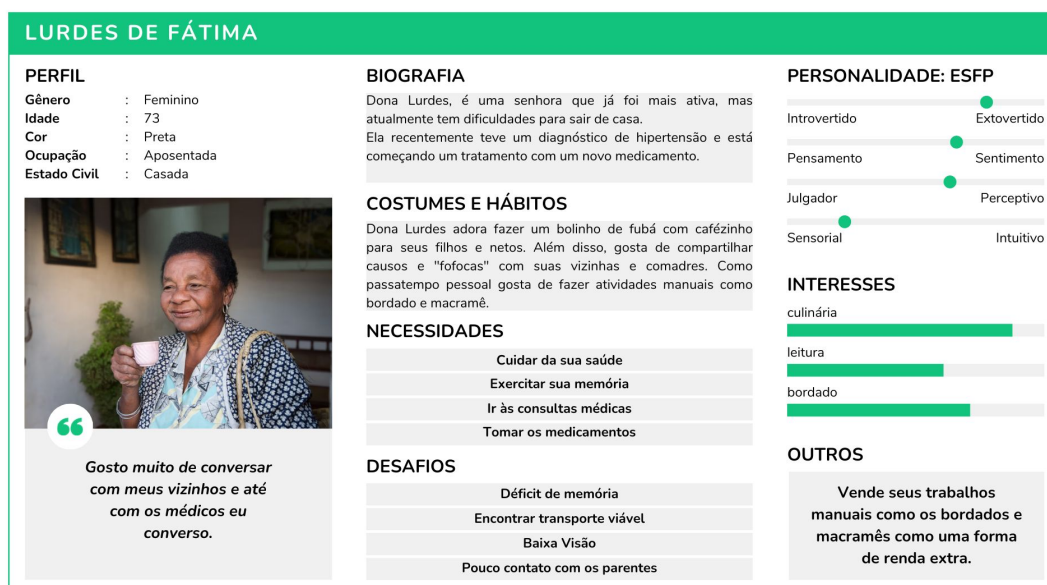 LURDES DE FÁTIMA
PERFIL
Gênero : Feminino
Idade : 73
Cor : Preta
Ocupação : Aposentada
Estado Civil : Casada
“
Gosto muito de conversar
com meus vizinhos e até
com os médicos eu
converso.
BIOGRAFIA
Dona Lurdes, é uma senhora que já foi mais ativa, mas
atualmente tem dificuldades para sair de casa.
Ela recentemente teve um diagnóstico de hipertensão e está
começando um tratamento com um novo medicamento.
COSTUMES E HÁBITOS
Dona Lurdes adora fazer um bolinho de fubá com cafézinho
para seus filhos e netos. Além disso, gosta de compartilhar
causos e "fofocas" com suas vizinhas e comadres. Como
passatempo pessoal gosta de fazer atividades manuais como
bordado e macramê.
NECESSIDADES
Cuidar da sua saúde
Exercitar sua memória
Ir às consultas médicas
Tomar os medicamentos
DESAFIOS
Déficit de memória
Encontrar transporte viável
Baixa Visão
Pouco contato com os parentes
PERSONALIDADE: ESFP
Introvertido Extovertido
Pensamento Sentimento
Julgador Perceptivo
Sensorial Intuitivo
INTERESSES
culinária
leitura
bordado
OUTROS
Vende seus trabalhos
manuais como os bordados e
macramês como uma forma
de renda extra.